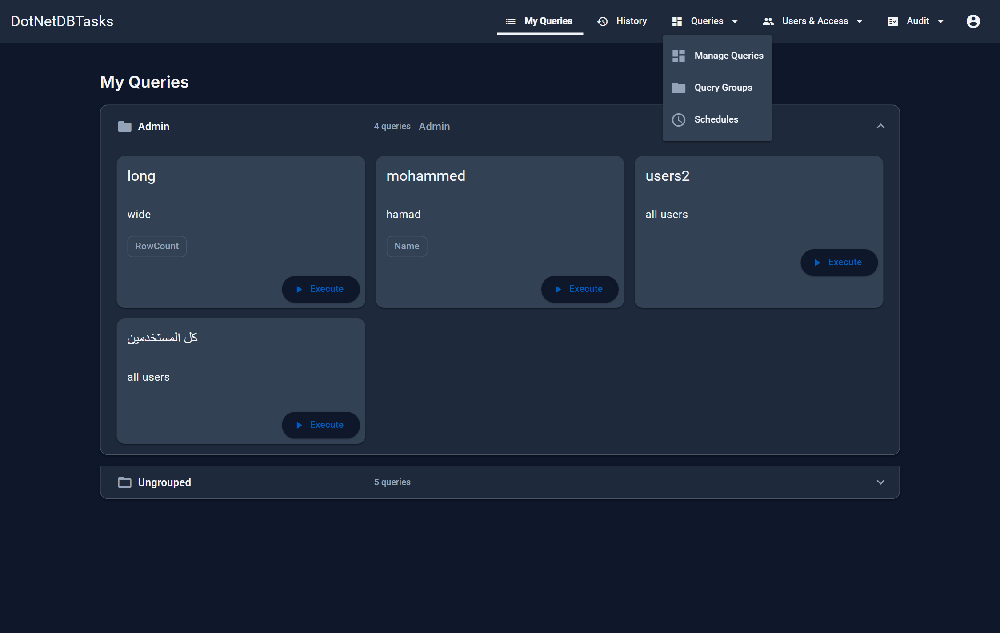 DotNetDBTasks
My Queries
History
Queries
Users & Access
Audit
Manage Queries
Query Groups
Schedules
My Queries
Admin
4 queries
Admin
long
wide
RowCount
Execute
mohammed
hamad
Name
Execute
users2
all users
Execute
كل المستخدمين
all users
Execute
Ungrouped
5 queries